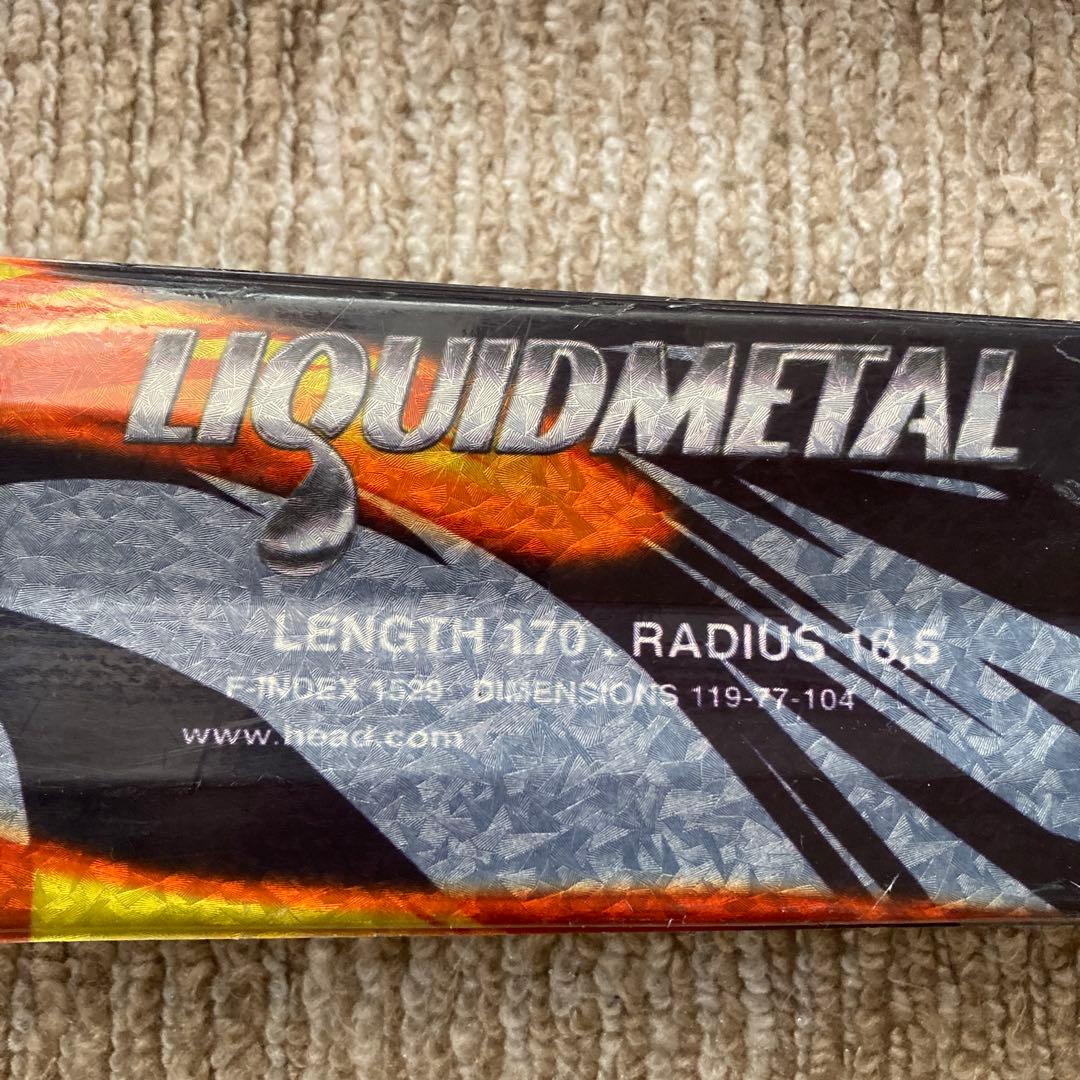 LIQUIDMETAL
LENGTH 170 . RADIUS 16,5
F-INDEX 1529 DIMENSIONS 119-77-104
www.head.com